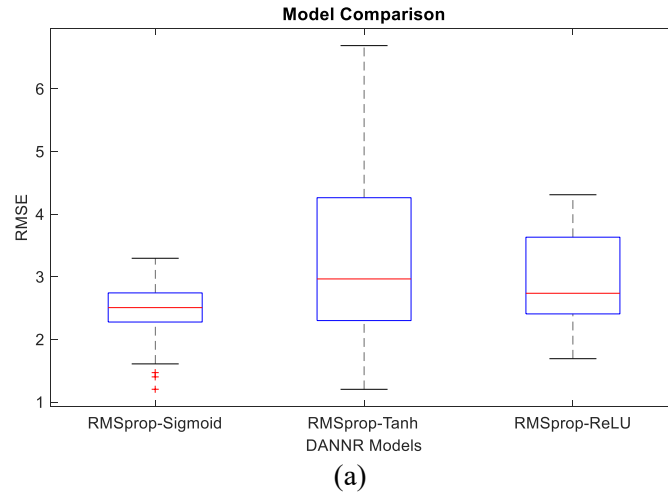 Model Comparison
6
5
4
3
2
1
RMSE
RMSprop-Sigmoid RMSprop-Tanh RMSprop-ReLU
DANNR Models
(a)